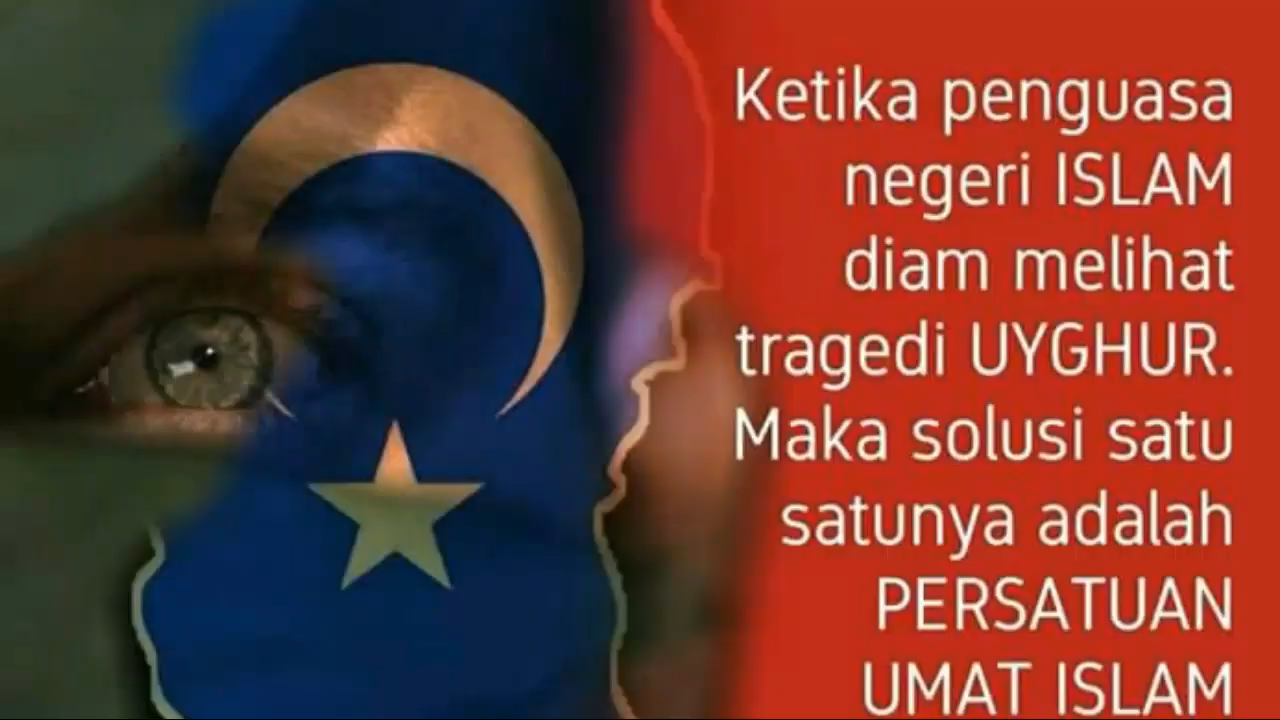 Ketika penguasa
negeri ISLAM
diam melihat
tragedi UYGHUR.
Maka solusi satu
satunya adalah
PERSATUAN
UMAT ISLAM